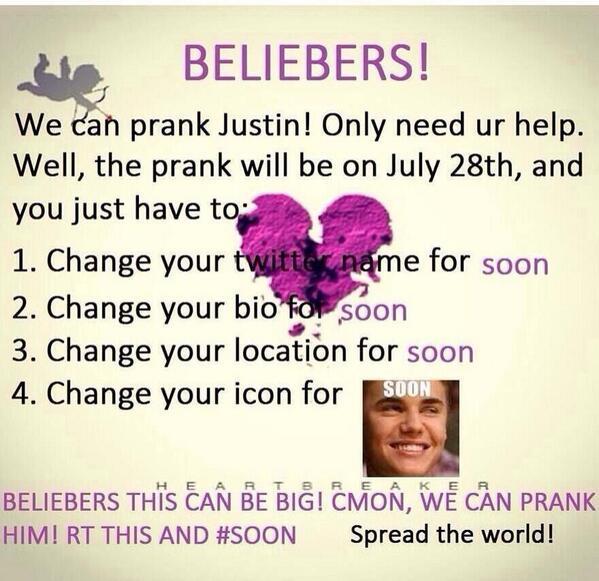 BELIEBERS!
We can prank Justin! Only need ur help.
Well, the prank will be on July 28th, and
you just have to:
1. Change your twitter name for soon
2. Change your bio for soon
3. Change your location for soon
4. Change your icon for
SOON
HEARTBREAKER
BELIEBERS THIS CAN BE BIG! CMON, WE CAN PRANK
HIM! RT THIS AND #SOON Spread the world!